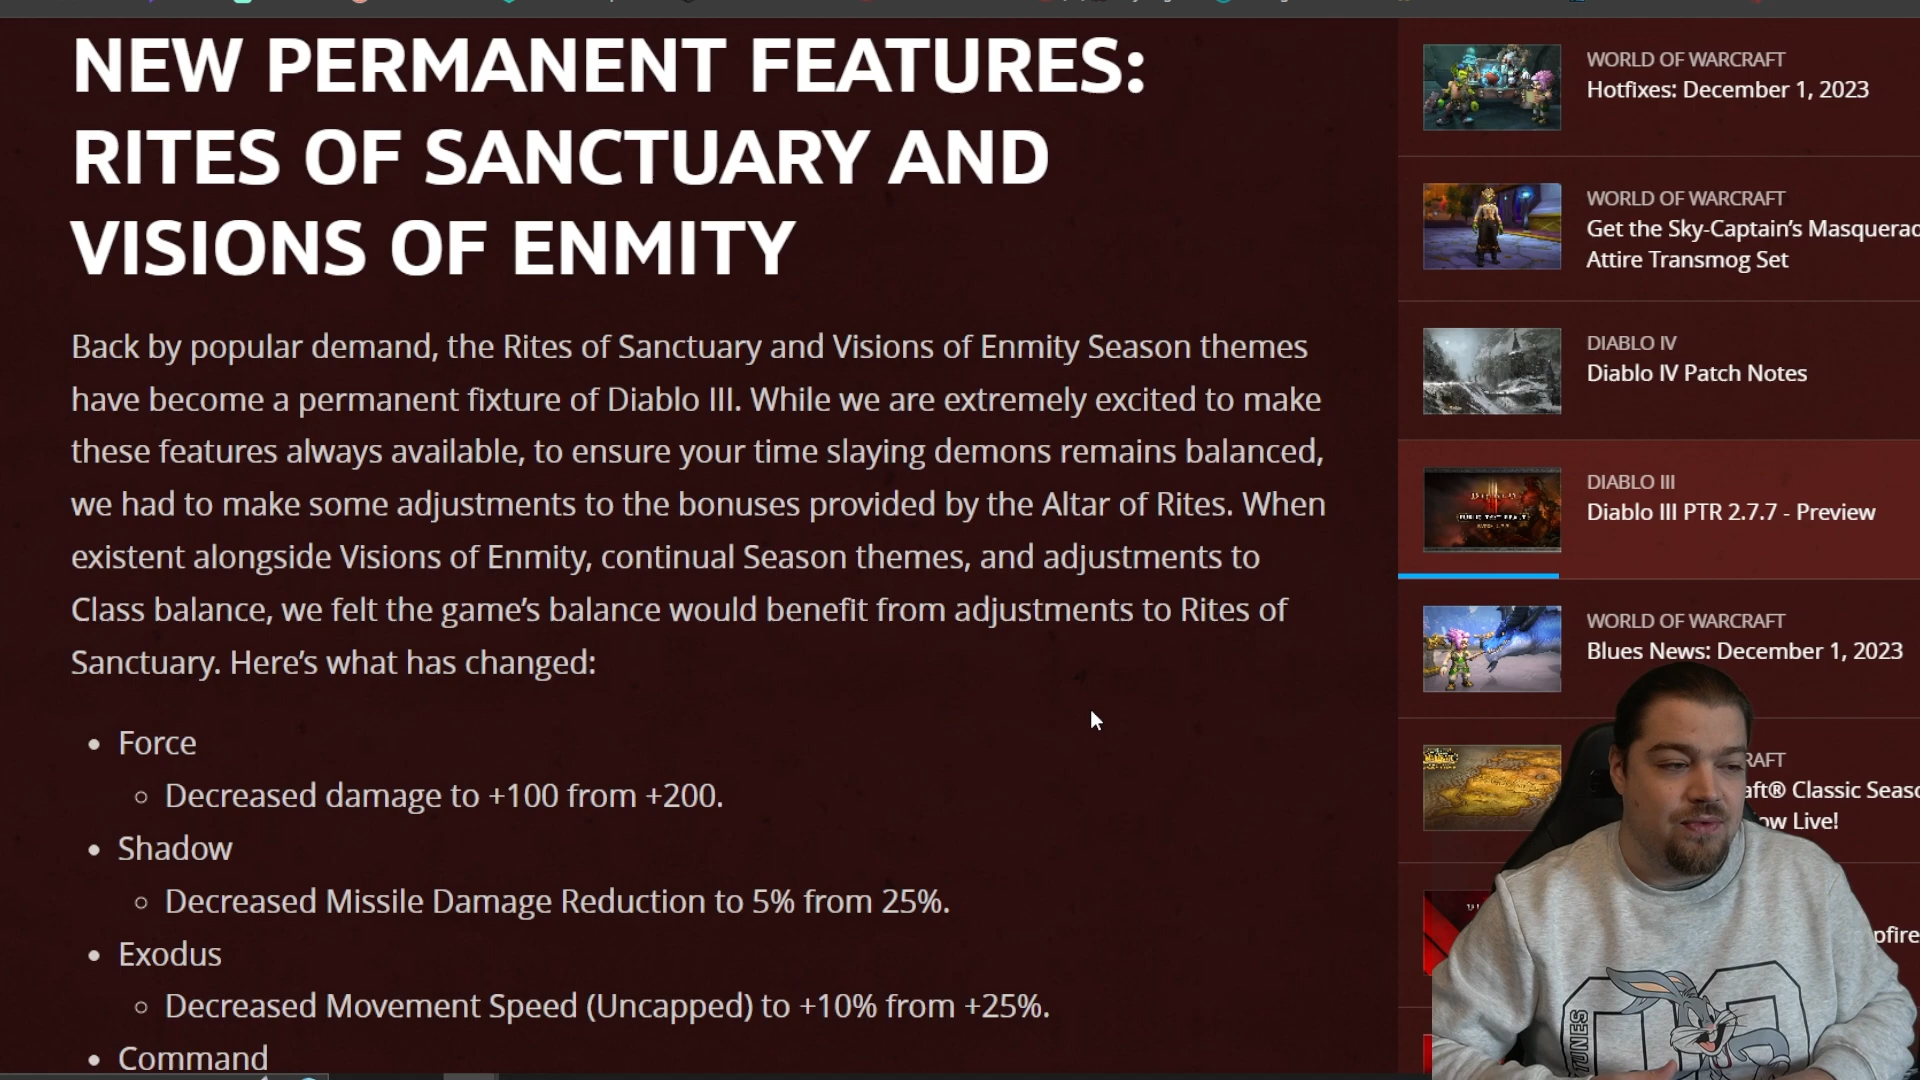 NEW PERMANENT FEATURES:
RITES OF SANCTUARY AND
VISIONS OF ENMITY
Back by popular demand, the Rites of Sanctuary and Visions of Enmity Season themes
have become a permanent fixture of Diablo III. While we are extremely excited to make
these features always available, to ensure your time slaying demons remains balanced,
we had to make some adjustments to the bonuses provided by the Altar of Rites. When
existent alongside Visions of Enmity, continual Season themes, and adjustments to
Class balance, we felt the game's balance would benefit from adjustments to Rites of
Sanctuary. Here's what has changed:
• Force
◦ Decreased damage to +100 from +200.
• Shadow
◦ Decreased Missile Damage Reduction to 5% from 25%.
• Exodus
◦ Decreased Movement Speed (Uncapped) to +10% from +25%.
• Command
WORLD OF WARCRAFT
Hotfixes: December 1, 2023
WORLD OF WARCRAFT
Get the Sky-Captain's Masquerad
Attire Transmog Set
DIABLO IV
Diablo IV Patch Notes
DIABLO III
Diablo III PTR 2.7.7 - Preview
WORLD OF WARCRAFT
Blues News: December 1, 2023
RAFT
aft® Classic Seaso
ow Live!
pfire
TUNES